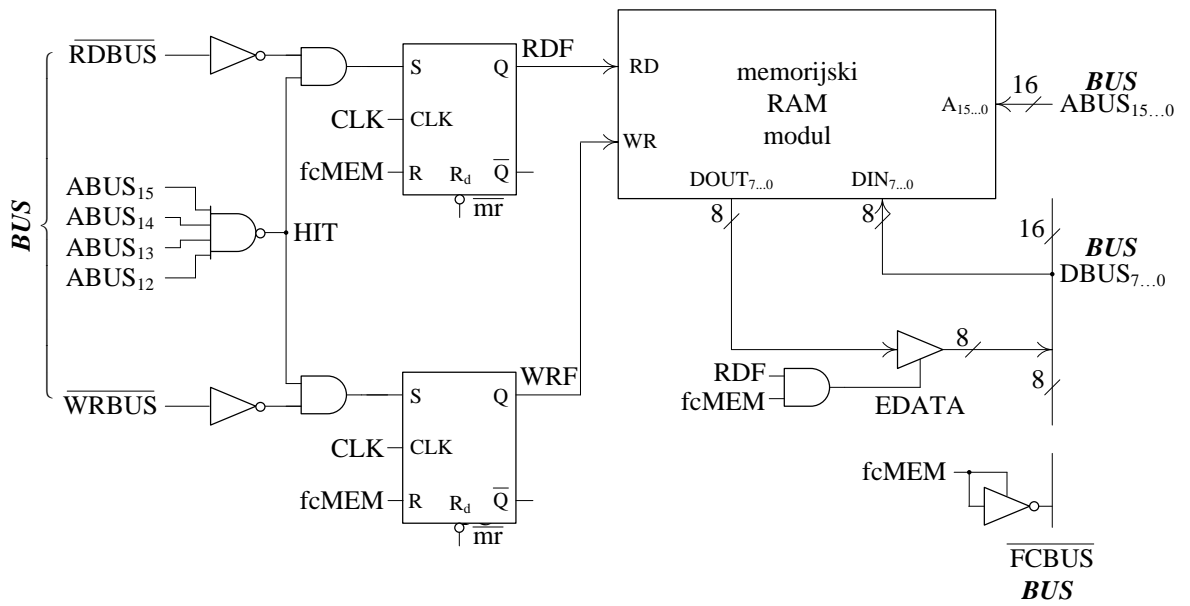 BUS
RDBUS
ABUS15
ABUS14
ABUS13
ABUS12
WRBUS
HIT
CLK
fcMEM
S
CLK
R
Rd
Q
Q
mr
RDF
CLK
fcMEM
S
CLK
R
Rd
Q
Q
mr
WRF
RD
WR
memorijski
RAM
modul
A15...0
DOUT7...0
DIN7...0
8
8
16
BUS
ABUS15...0
16
BUS
DBUS7...0
8
8
RDF
fcMEM
EDATA
fcMEM
FCBUS
BUS